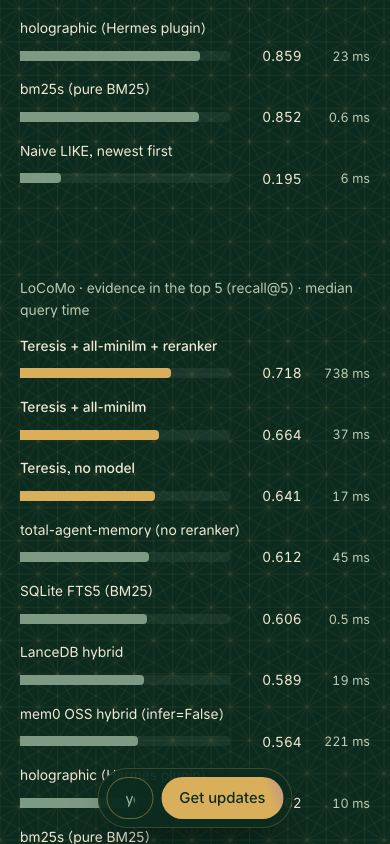 holographic (Hermes plugin)
0.859 23 ms
bm25s (pure BM25)
0.852 0.6 ms
Naive LIKE, newest first
0.195 6 ms
LoCoMo · evidence in the top 5 (recall@5) · median
query time
Teresis + all-minilm + reranker
0.718 738 ms
Teresis + all-minilm
0.664 37 ms
Teresis, no model
0.641 17 ms
total-agent-memory (no reranker)
0.612 45 ms
SQLite FTS5 (BM25)
0.606 0.5 ms
LanceDB hybrid
0.589 19 ms
mem0 OSS hybrid (infer=False)
0.564 221 ms
holographic (Hermes plugin)
Get updates
2 10 ms
bm25s (pure BM25)